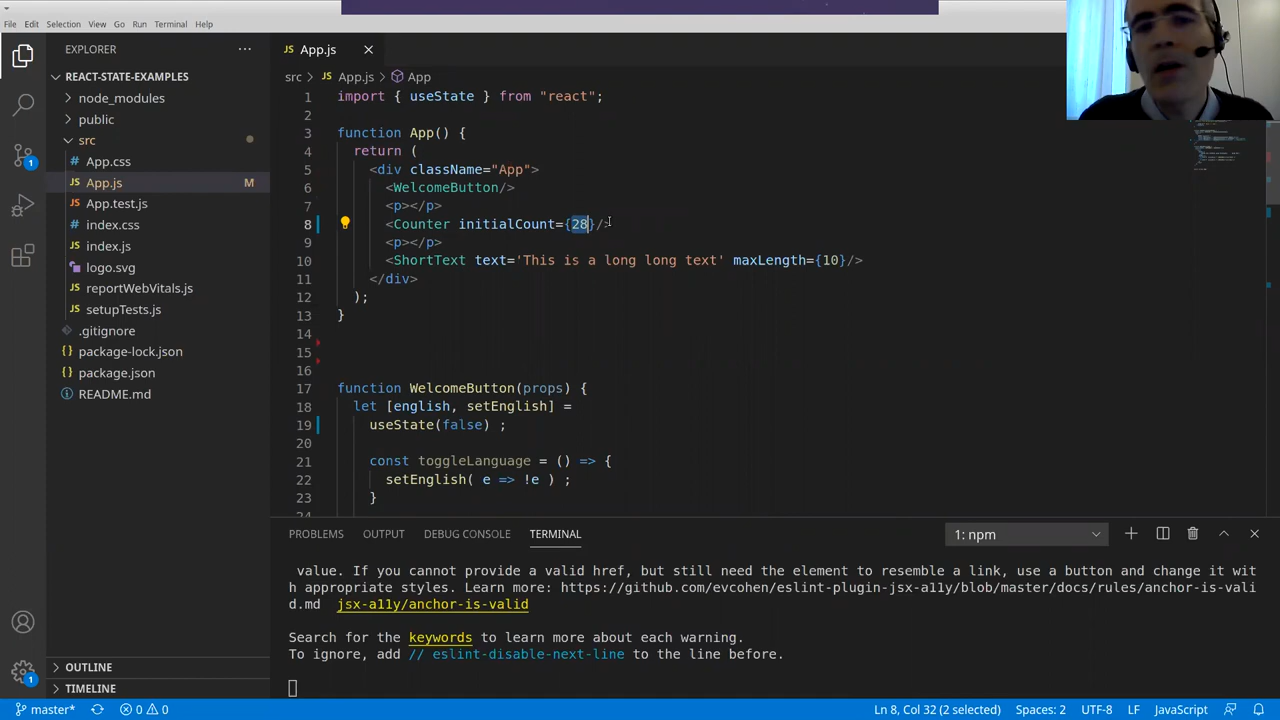 File Edit Selection View Go Run Terminal Help
EXPLORER
REACT-STATE-EXAMPLES
node_modules
public
src
# App.css
JS App.js M
JS App.test.js
# index.css
JS index.js
logo.svg
JS reportWebVitals.js
JS setupTests.js
.gitignore
package-lock.json
package.json
README.md
OUTLINE
TIMELINE
1
1
JS App.js
src > JS App.js > App
1 import { useState } from "react";
2
3 function App() {
4 return (
5 <div className="App">
6 <WelcomeButton/>
7 <p></p>
8 <Counter initialCount={28}/>
9 <p></p>
10 <ShortText text='This is a long long text' maxLength={10}/>
11 </div>
12 );
13 }
14
15
16
17 function WelcomeButton(props) {
18 let [english, setEnglish] =
19 useState(false) ;
20
21 const toggleLanguage = () => {
22 setEnglish( e => !e ) ;
23 }
PROBLEMS OUTPUT DEBUG CONSOLE TERMINAL 1: npm
value. If you cannot provide a valid href, but still need the element to resemble a link, use a button and change it wit
h appropriate styles. Learn more: https://github.com/evcohen/eslint-plugin-jsx-a11y/blob/master/docs/rules/anchor-is-vali
d.md jsx-a11y/anchor-is-valid
Search for the keywords to learn more about each warning.
To ignore, add // eslint-disable-next-line to the line before.
master* 0 0 Ln 8, Col 32 (2 selected) Spaces: 2 UTF-8 LF JavaScript